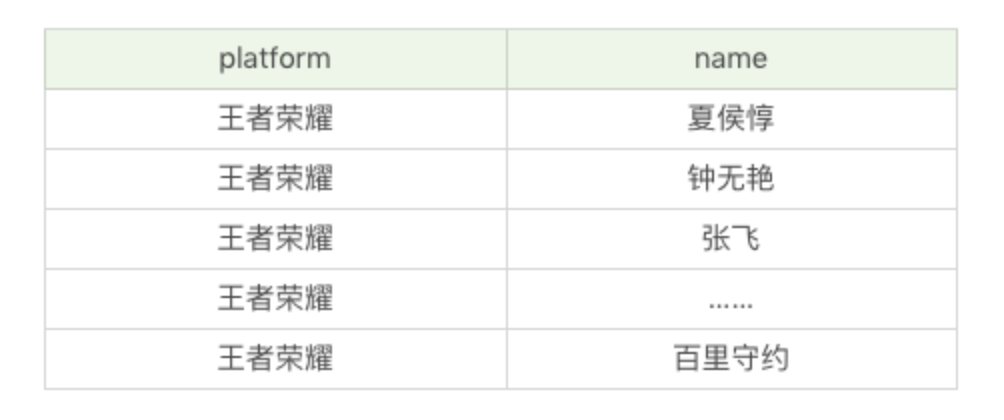 platform name
王者荣耀 夏侯惇
王者荣耀 钟无艳
王者荣耀 张飞
王者荣耀 ……
王者荣耀 百里守约